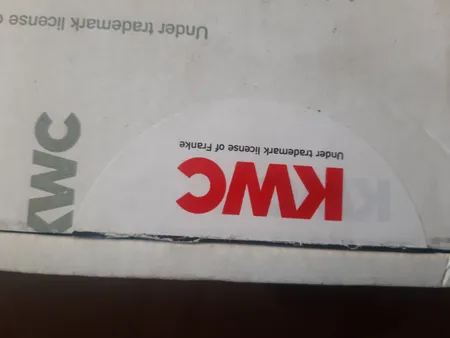 KWC
Under trademark license of Franke
KWC
Under trademark license